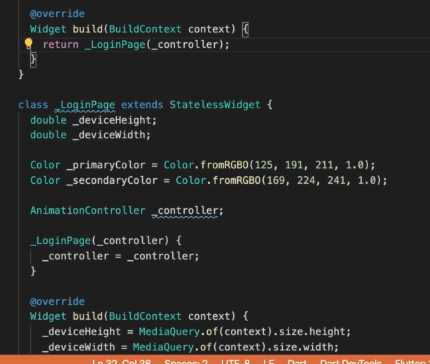 @override
Widget build(BuildContext context) {
return _LoginPage(_controller);
}
}
class _LoginPage extends StatelessWidget {
double _deviceHeight;
double _deviceWidth;
Color _primaryColor = Color.fromRGBO(125, 191, 211, 1.0);
Color _secondaryColor = Color.fromRGBO(169, 224, 241, 1.0);
AnimationController _controller;
_LoginPage(_controller) {
_controller = _controller;
}
@override
Widget build(BuildContext context) {
_deviceHeight = MediaQuery.of(context).size.height;
_deviceWidth = MediaQuery.of(context).size.width;
Ln 32, Col 36 Spaces: 2 UTF-8 LF Dart Dart DevTools Flutter: